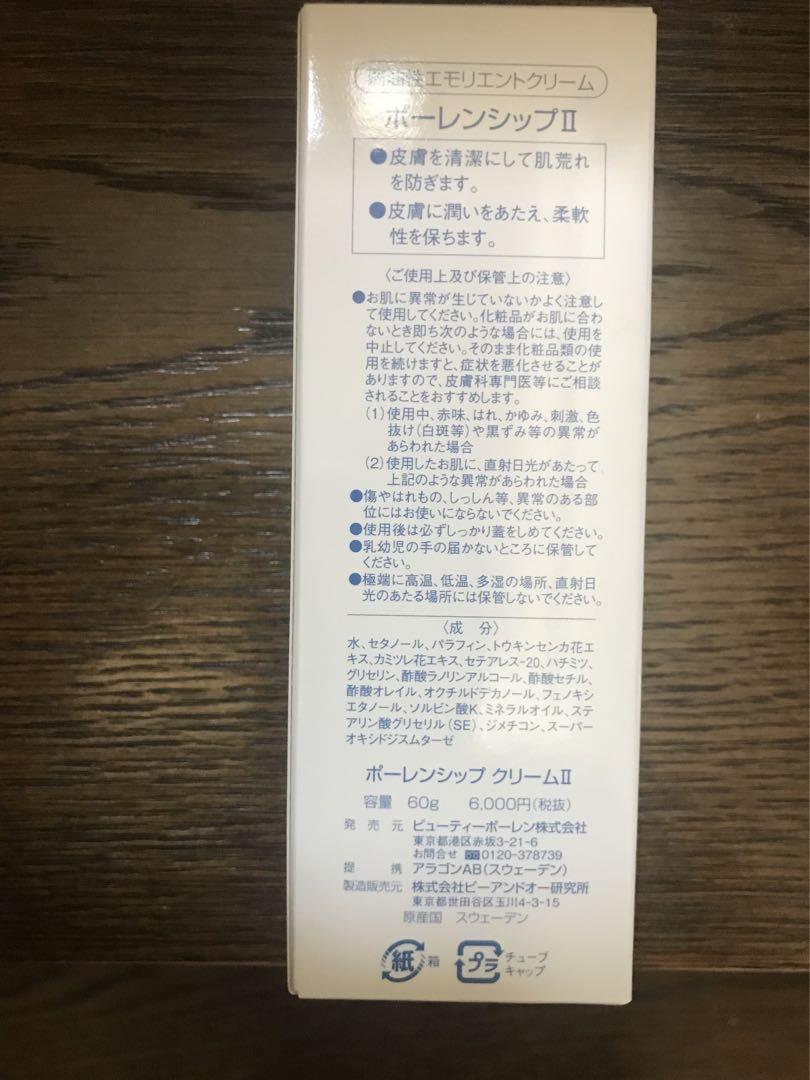 性エモリエントクリーム
ポーレンシップⅡ
●皮膚を清潔にして肌荒れ
を防ぎます。
●皮膚に潤いをあたえ、柔軟
性を保ちます。
〈ご使用上及び保管上の注意〉
●お肌に異常が生じていないかよく注意し
て使用してください。化粧品がお肌に合わ
ないとき即ち次のような場合には、使用を
中止してください。そのまま化粧品類の使
用を続けますと、症状を悪化させることが
ありますので、皮膚科専門医等にご相談
されることをおすすめします。
(1)使用中、赤味、はれ、かゆみ、刺激、色
抜け(白斑等)や黒ずみ等の異常が
あらわれた場合
(2)使用したお肌に、直射日光があたって
上記のような異常があらわれた場合
●傷やはれもの、しっしん等、異常のある部
位にはお使いにならないでください。
●使用後は必ずしっかり蓋をしめてください。
●乳幼児の手の届かないところに保管して
ください。
●極端に高温、低温、多湿の場所、直射日
光のあたる場所には保管しないでください。
〈成 分〉
水、セタノール、パラフィン、トウキンセンカ花エ
キス、カミツレ花エキス、セテアレス-20、ハチミツ、
グリセリン、酢酸ラノリンアルコール、酢酸セチル、
酢酸オレイル、オクチルドデカノール、フェノキシ
エタノール、ソルビン酸K、ミネラルオイル、ステ
アリン酸グリセリル(SE)、ジメチコン、スーパー
オキシドジスムターゼ
ポーレンシップ クリームⅡ
容量 60g 6,000円(税抜)
発売元 ビューティーポーレン株式会社
東京都港区赤坂3-21-6
お問合せ 0120-378739
提携 アラゴンAB(スウェーデン)
製造販売元 株式会社ビーアンドオー研究所
東京都世田谷区玉川4-3-15
原産国 スウェーデン
紙 箱 プラ チューブ
キャップ